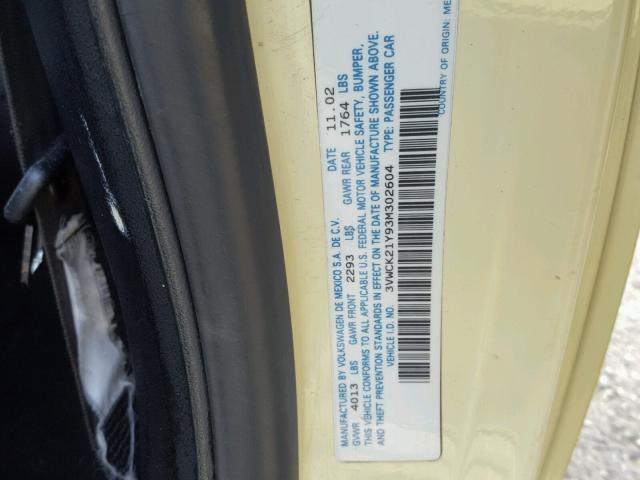 MANUFACTURED BY VOLKSWAGEN DE MEXICO S.A. DE C.V. DATE 11.02
GVWR 4013 LBS GAWR FRONT 2293 LBS GAWR REAR 1764 LBS
THIS VEHICLE CONFORMS TO ALL APPLICABLE U.S. FEDERAL MOTOR VEHICLE SAFETY, BUMPER,
AND THEFT PREVENTION STANDARDS IN EFFECT ON THE DATE OF MANUFACTURE SHOWN ABOVE.
VEHICLE I.D. NO. 3VWCK21Y93M302604 TYPE: PASSENGER CAR
COUNTRY OF ORIGIN: ME